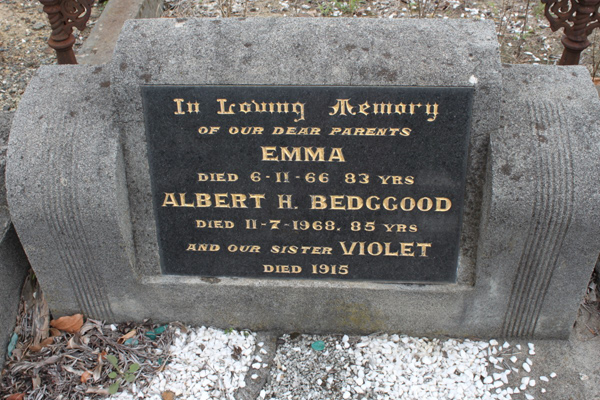 In Loving Memory
OF OUR DEAR PARENTS
EMMA
DIED 6-11-66 83 YRS
ALBERT H. BEDGGOOD
DIED 11-7-1968. 85 YRS
AND OUR SISTER VIOLET
DIED 1915